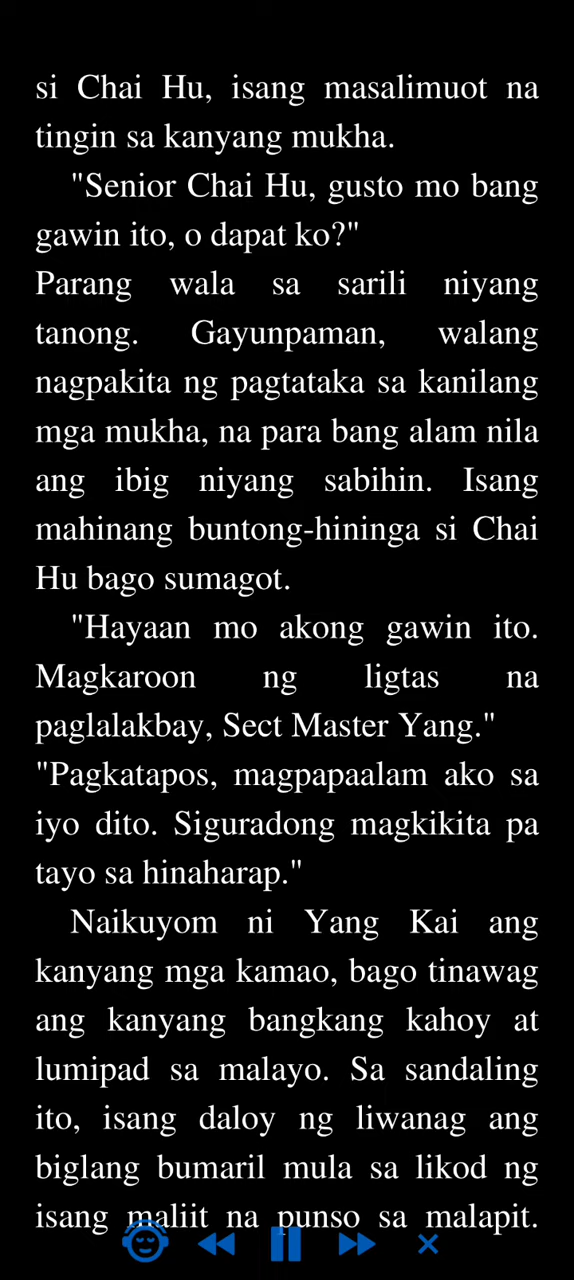 si Chai Hu, isang masalimuot na
tingin sa kanyang mukha.
"Senior Chai Hu, gusto mo bang
gawin ito, o dapat ko?"
Parang wala sa sarili niyang
tanong. Gayunpaman, walang
nagpakita ng pagtataka sa kanilang
mga mukha, na para bang alam nila
ang ibig niyang sabihin. Isang
mahinang buntong-hininga si Chai
Hu bago sumagot.
"Hayaan mo akong gawin ito.
Magkaroon ng ligtas na
paglalakbay, Sect Master Yang."
"Pagkatapos, magpapaalam ako sa
iyo dito. Siguradong magkikita pa
tayo sa hinaharap."
Naikuyom ni Yang Kai ang
kanyang mga kamao, bago tinawag
ang kanyang bangkang kahoy at
lumipad sa malayo. Sa sandaling
ito, isang daloy ng liwanag ang
biglang bumaril mula sa likod ng
isang maliit na punso sa malapit.